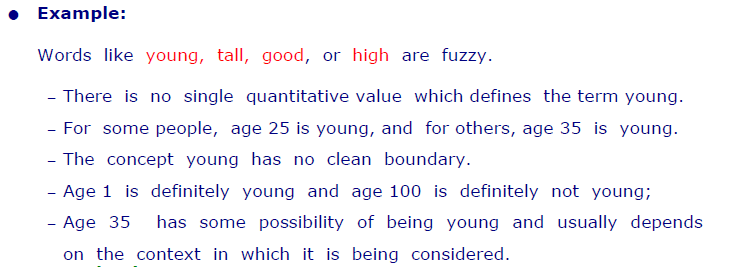 ● Example:
Words like young, tall, good, or high are fuzzy.
– There is no single quantitative value which defines the term young.
– For some people, age 25 is young, and for others, age 35 is young.
– The concept young has no clean boundary.
– Age 1 is definitely young and age 100 is definitely not young;
– Age 35 has some possibility of being young and usually depends
on the context in which it is being considered.